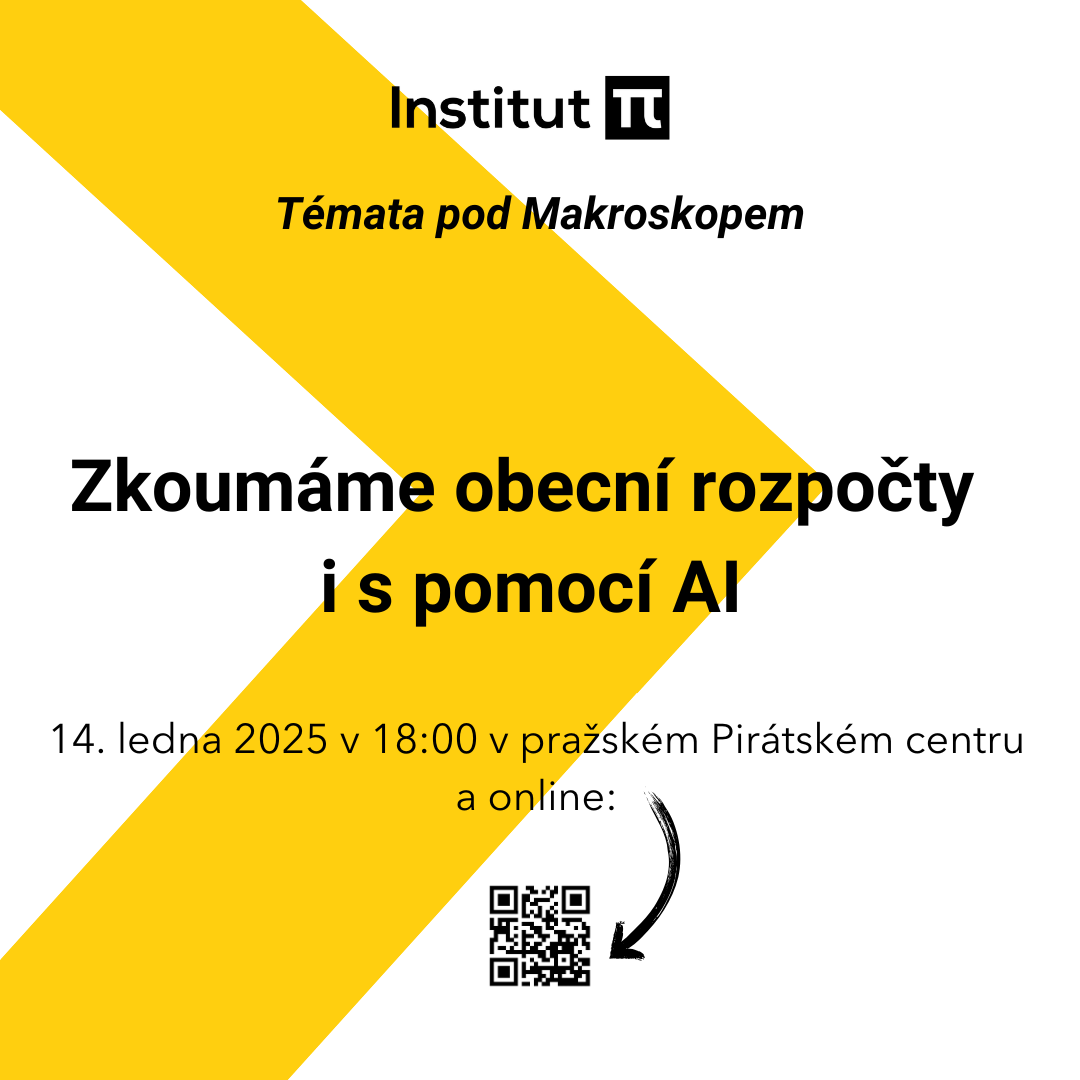 Institut π
Témata pod Makroskopem
Zkoumáme obecní rozpočty
i s pomocí AI
14. ledna 2025 v 18:00 v pražském Pirátském centru
a online: